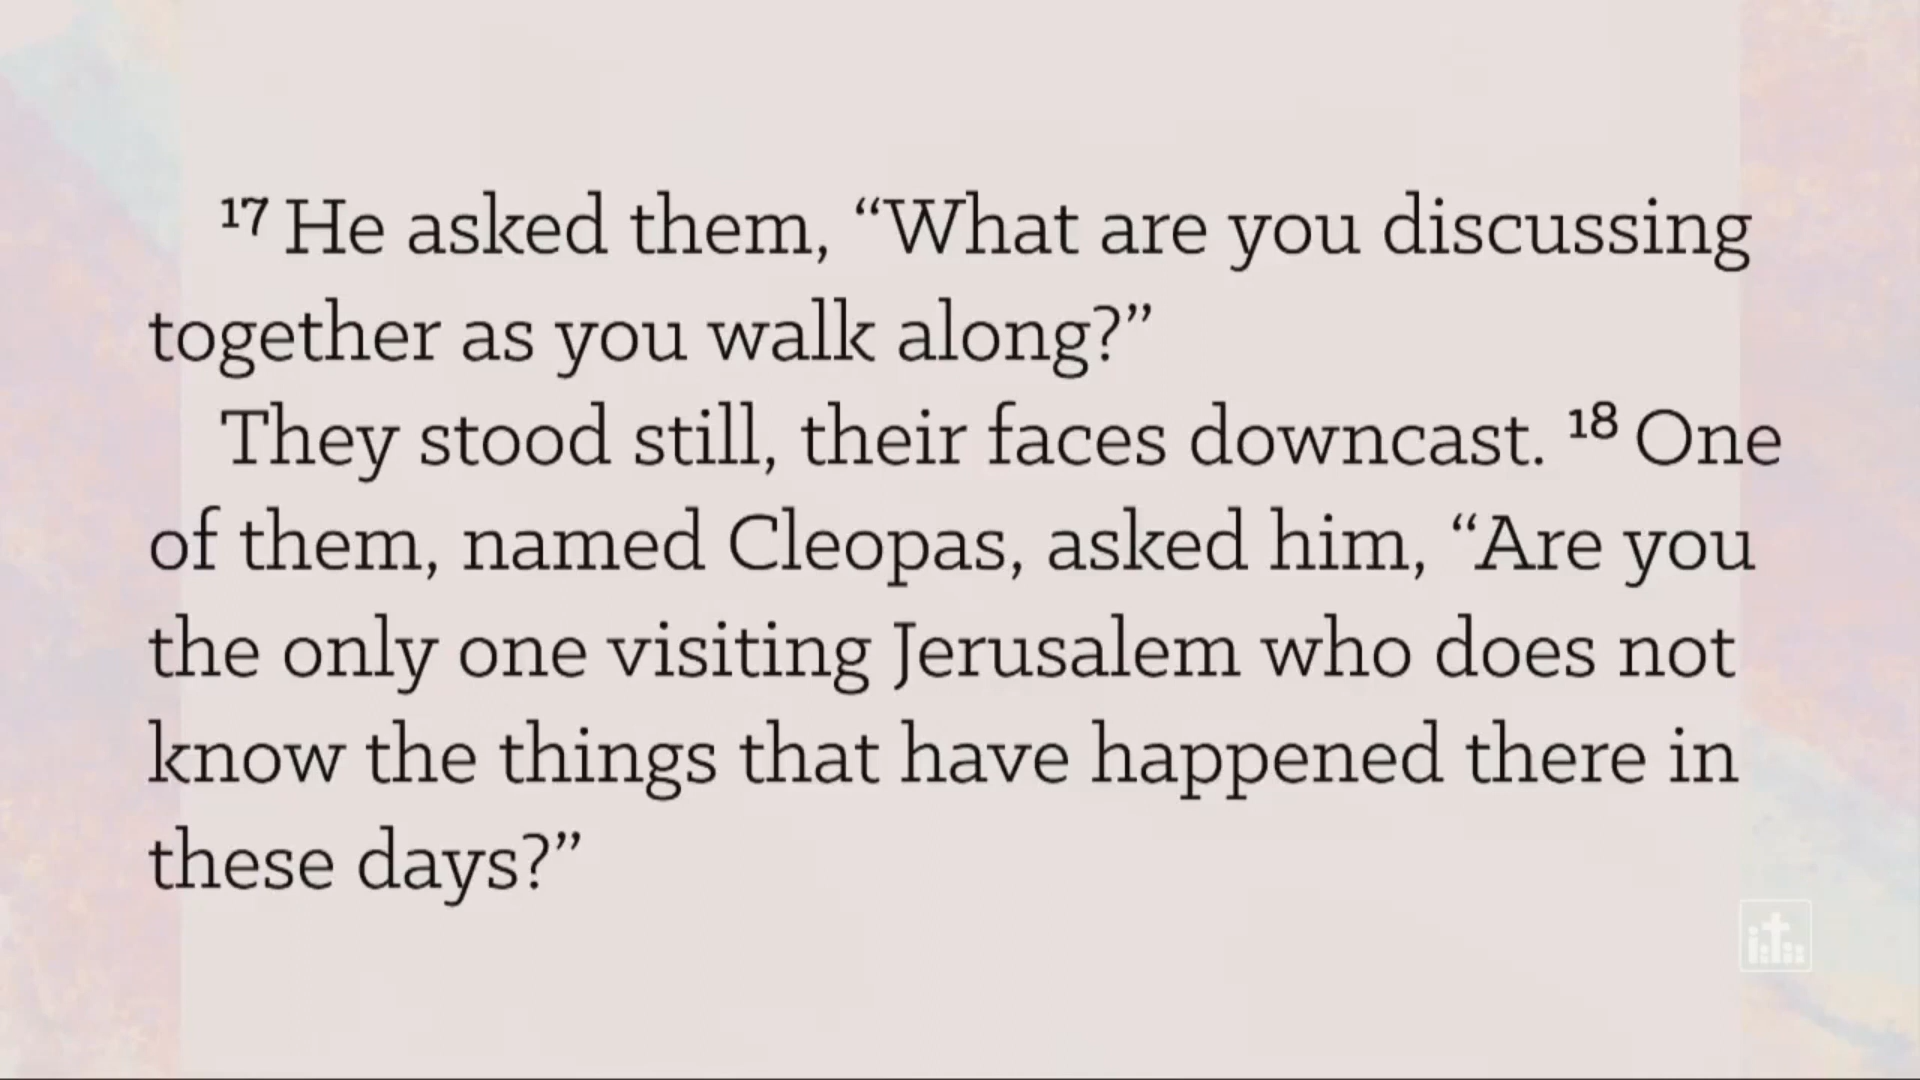 17 He asked them, “What are you discussing
together as you walk along?”
They stood still, their faces downcast. 18 One
of them, named Cleopas, asked him, “Are you
the only one visiting Jerusalem who does not
know the things that have happened there in
these days?”